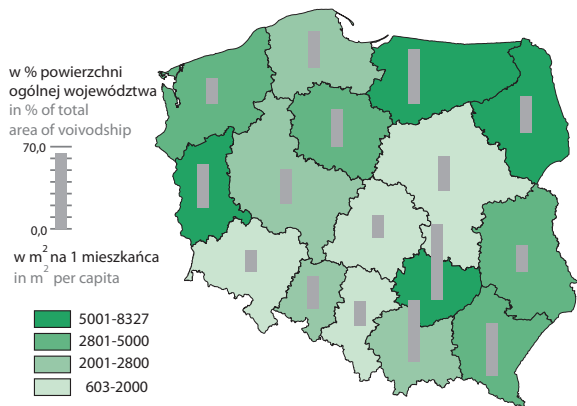 w % powierzchni
ogólnej województwa
in % of total
area of voivodship
70,0
0,0
w m² na 1 mieszkańca
in m² per capita
5001-8327
2801-5000
2001-2800
603-2000